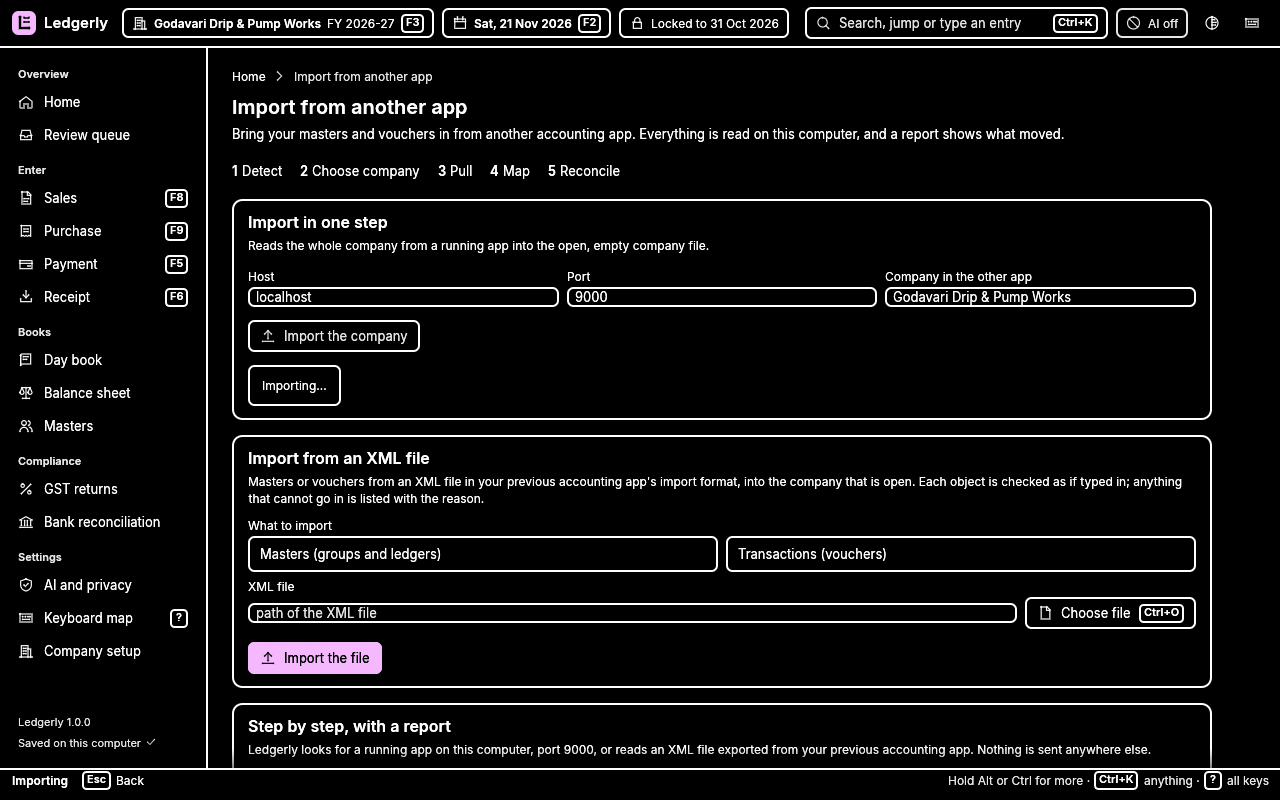 Ledgerly
Godavari Drip & Pump Works FY 2026-27 F3
Sat, 21 Nov 2026 F2
Locked to 31 Oct 2026
Search, jump or type an entry Ctrl+K
AI off
Overview
Home
Review queue
Enter
Sales F8
Purchase F9
Payment F5
Receipt F6
Books
Day book
Balance sheet
Masters
Compliance
GST returns
Bank reconciliation
Settings
AI and privacy
Keyboard map ?
Company setup
Ledgerly 1.0.0
Saved on this computer
Home Import from another app
Import from another app
Bring your masters and vouchers in from another accounting app. Everything is read on this computer, and a report shows what moved.
1 Detect 2 Choose company 3 Pull 4 Map 5 Reconcile
Import in one step
Reads the whole company from a running app into the open, empty company file.
Host Port Company in the other app
localhost 9000 Godavari Drip & Pump Works
Import the company
Importing...
Import from an XML file
Masters or vouchers from an XML file in your previous accounting app's import format, into the company that is open. Each object is checked as if typed in; anything
that cannot go in is listed with the reason.
What to import
Masters (groups and ledgers) Transactions (vouchers)
XML file
path of the XML file Choose file Ctrl+O
Import the file
Step by step, with a report
Ledgerly looks for a running app on this computer, port 9000, or reads an XML file exported from your previous accounting app. Nothing is sent anywhere else.
Importing Esc Back
Hold Alt or Ctrl for more · Ctrl+K anything · ? all keys